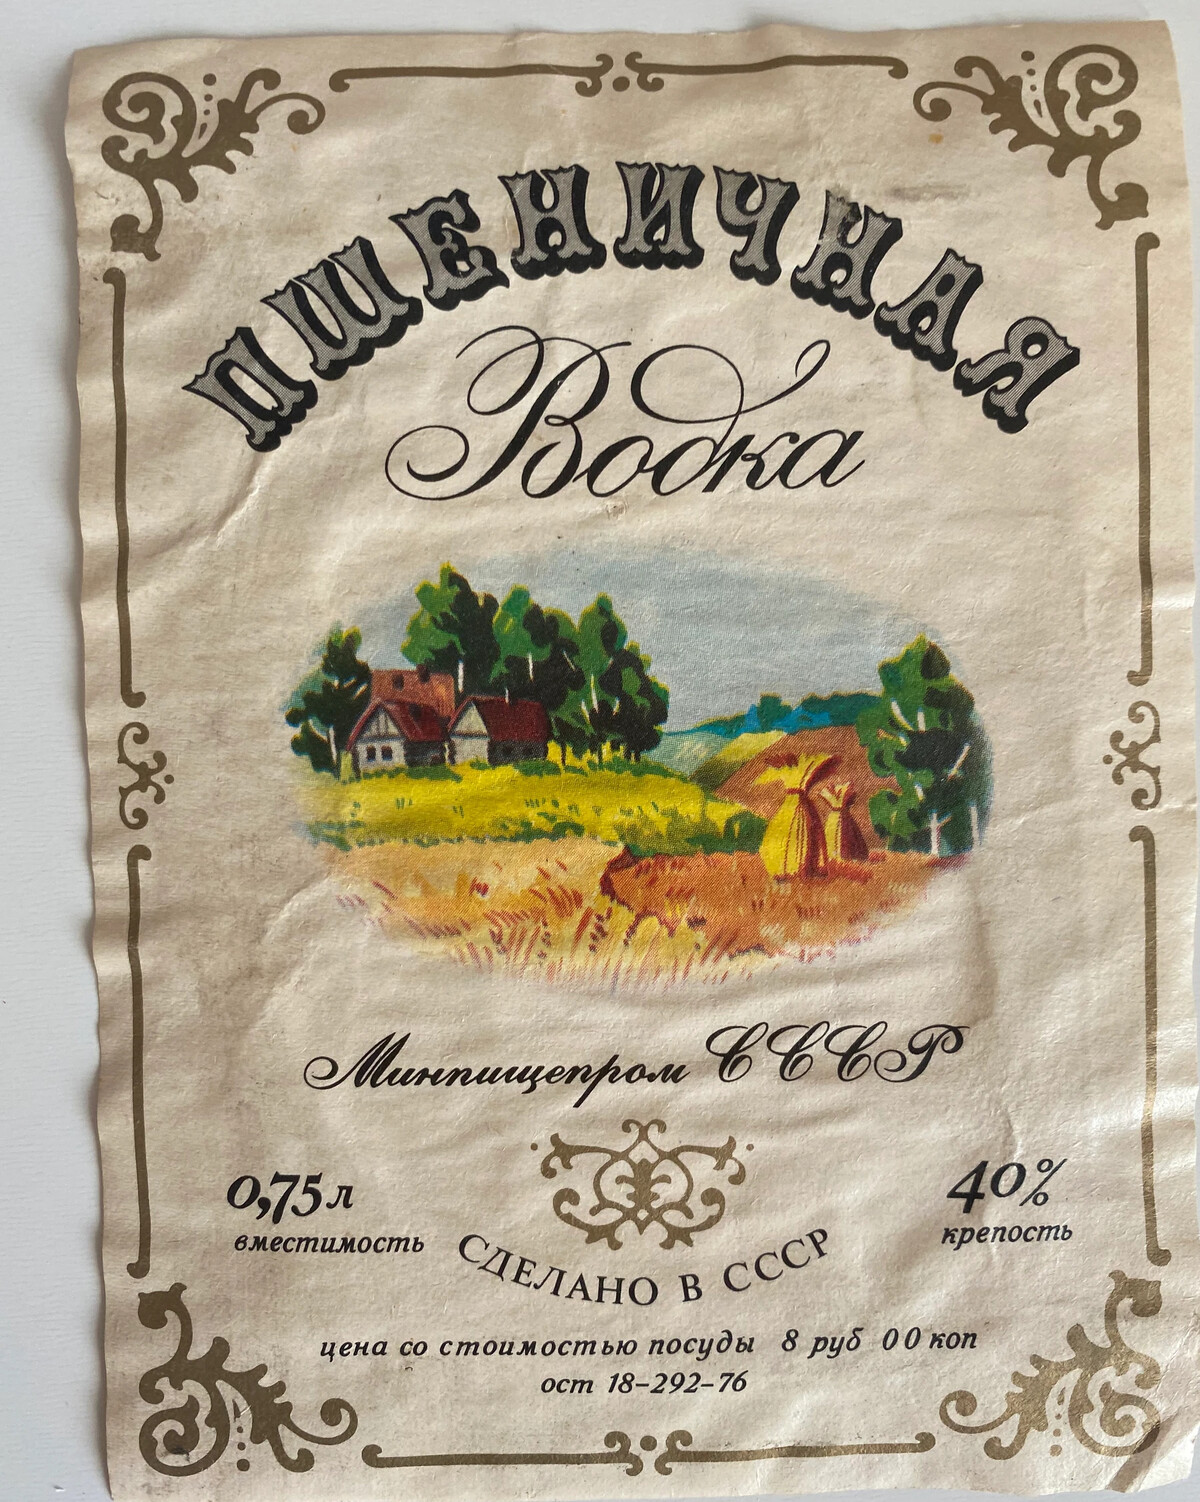 ПШЕНИЧНАЯ
Водка
Минпищепром СССР
0,75 л
вместимость
40%
крепость
СДЕЛАНО В СССР
цена со стоимостью посуды 8 руб 00 коп
ост 18-292-76